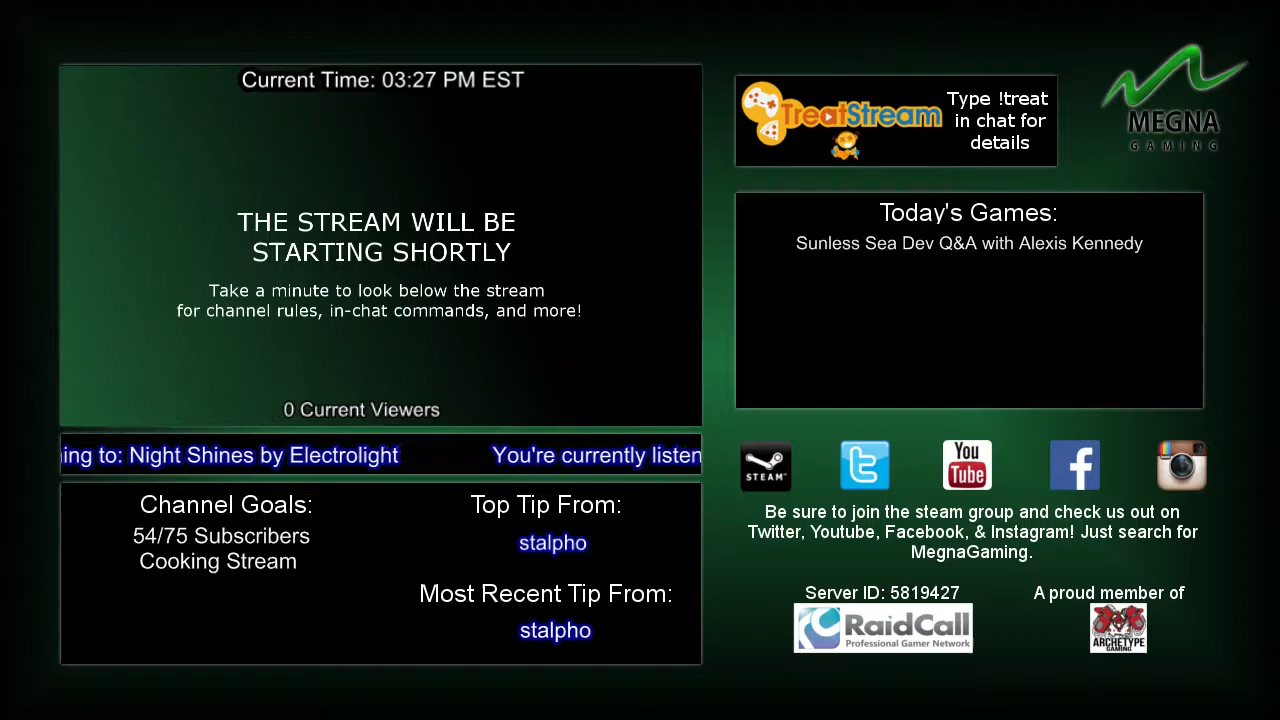 Current Time: 03:27 PM EST
THE STREAM WILL BE
STARTING SHORTLY
Take a minute to look below the stream
for channel rules, in-chat commands, and more!
0 Current Viewers
ing to: Night Shines by Electrolight
You're currently listen
Channel Goals:
54/75 Subscribers
Cooking Stream
Top Tip From:
stalpho
Most Recent Tip From:
stalpho
TreatStream
Type !treat
in chat for
details
MEGNA
GAMING
Today's Games:
Sunless Sea Dev Q&A with Alexis Kennedy
STEAM™
You
Tube
Be sure to join the steam group and check us out on
Twitter, Youtube, Facebook, & Instagram! Just search for
MegnaGaming.
Server ID: 5819427
RaidCall
Professional Gamer Network
A proud member of
ARCHETYPE
GAMING